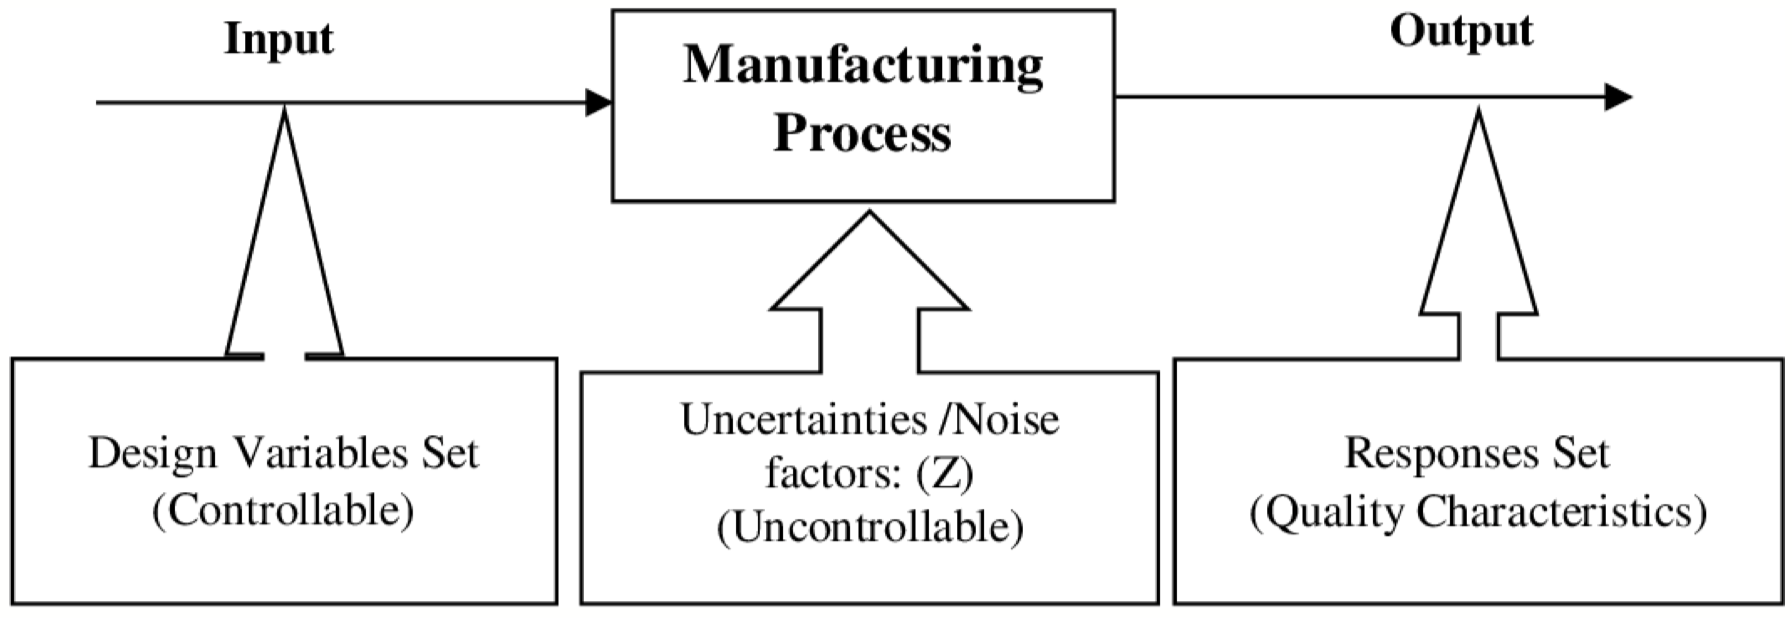 Input
Manufacturing
Process
Output
Design Variables Set
(Controllable)
Uncertainties /Noise
factors: (Z)
(Uncontrollable)
Responses Set
(Quality Characteristics)